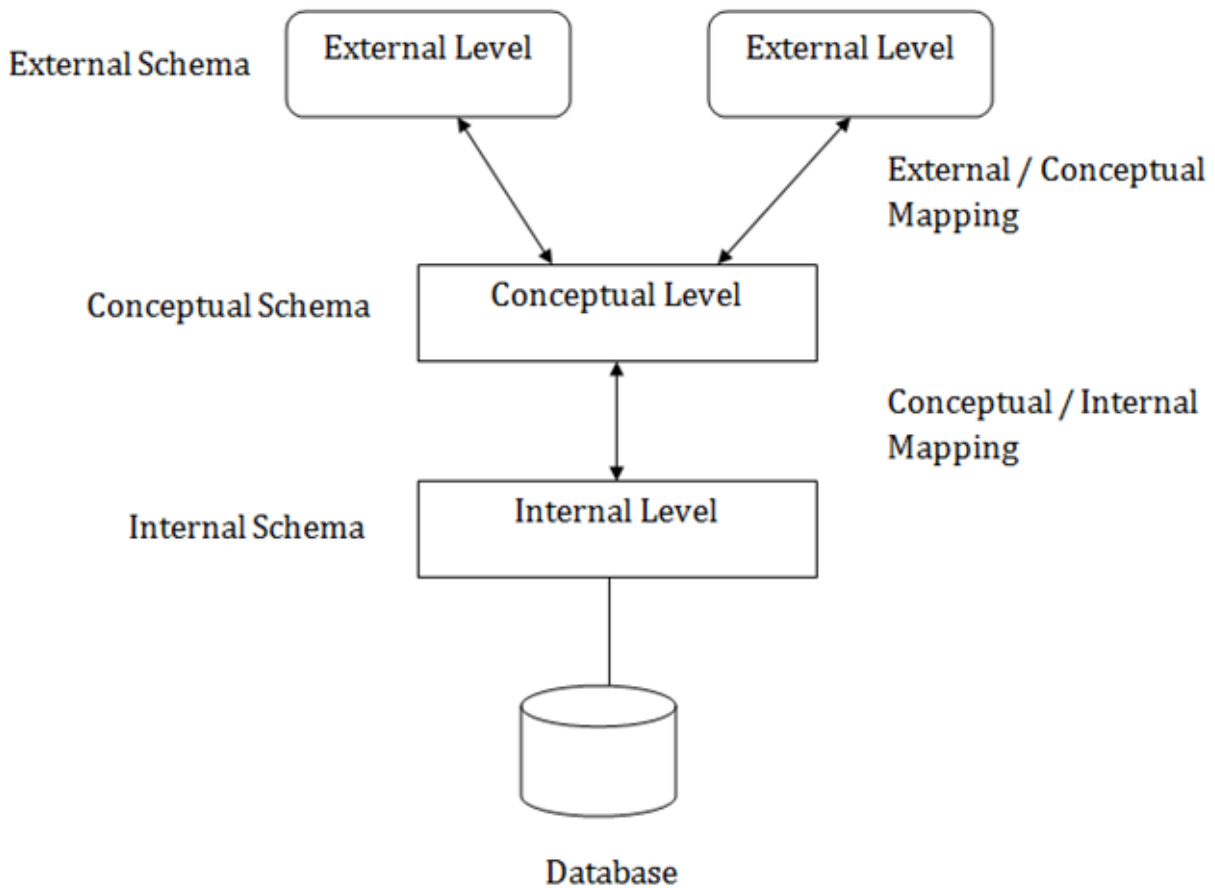 External Level
External Level
External Schema
External / Conceptual
Mapping
Conceptual Level
Conceptual Schema
Conceptual / Internal
Mapping
Internal Level
Internal Schema
Database